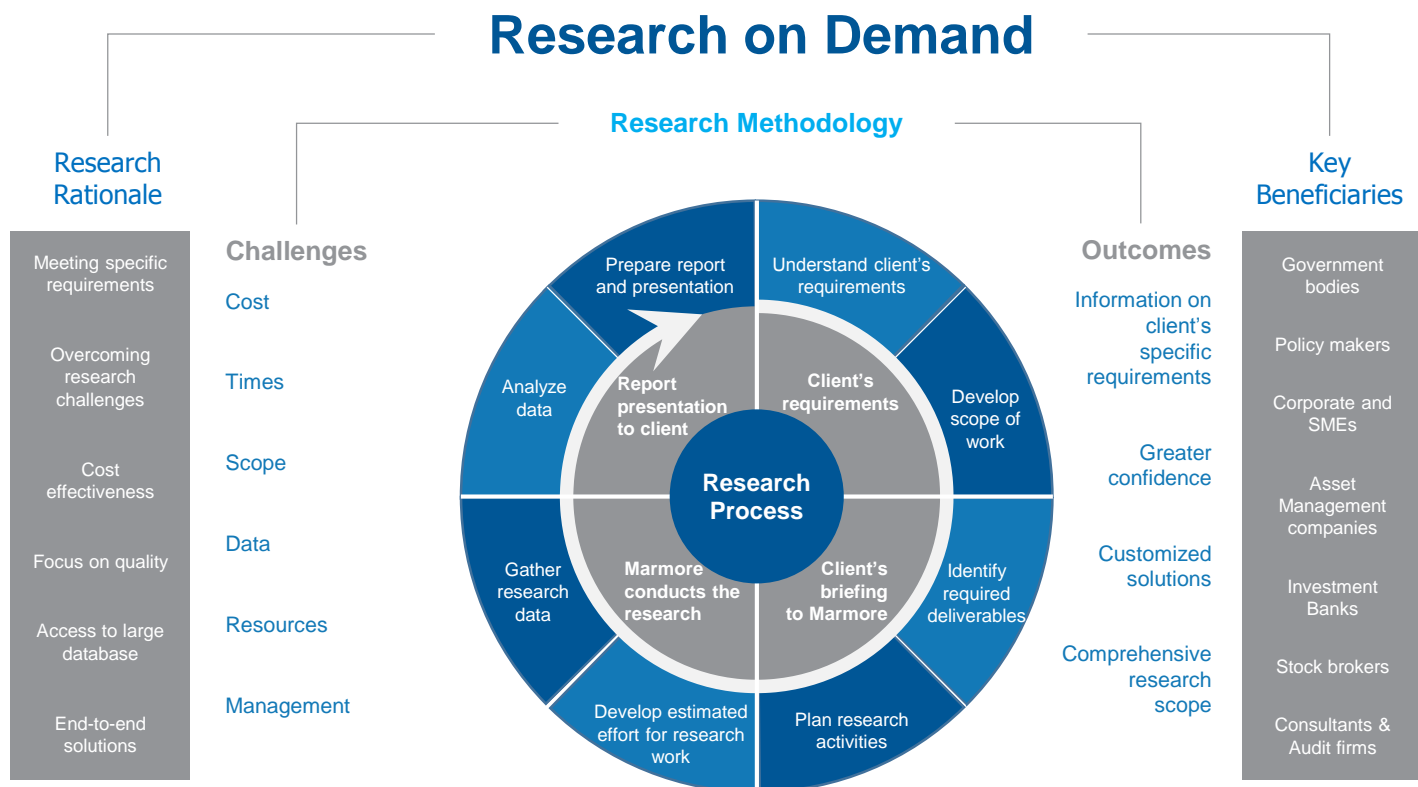 Research on Demand
Research Methodology
Research
Rationale
Meeting specific
requirements
Overcoming
research
challenges
Cost
effectiveness
Focus on quality
Access to large
database
End-to-end
solutions
Challenges
Cost
Times
Scope
Data
Resources
Management
Prepare report
and presentation
Understand client's
requirements
Develop
scope of
work
Identify
required
deliverables
Plan research
activities
Develop estimated
effort for research
work
Gather
research
data
Analyze
data
Report
presentation
to client
Client's
requirements
Client's
briefing
to Marmore
Marmore
conducts the
research
Research
Process
Outcomes
Information on
client's
specific
requirements
Greater
confidence
Customized
solutions
Comprehensive
research
scope
Key
Beneficiaries
Government
bodies
Policy makers
Corporate and
SMEs
Asset
Management
companies
Investment
Banks
Stock brokers
Consultants &
Audit firms